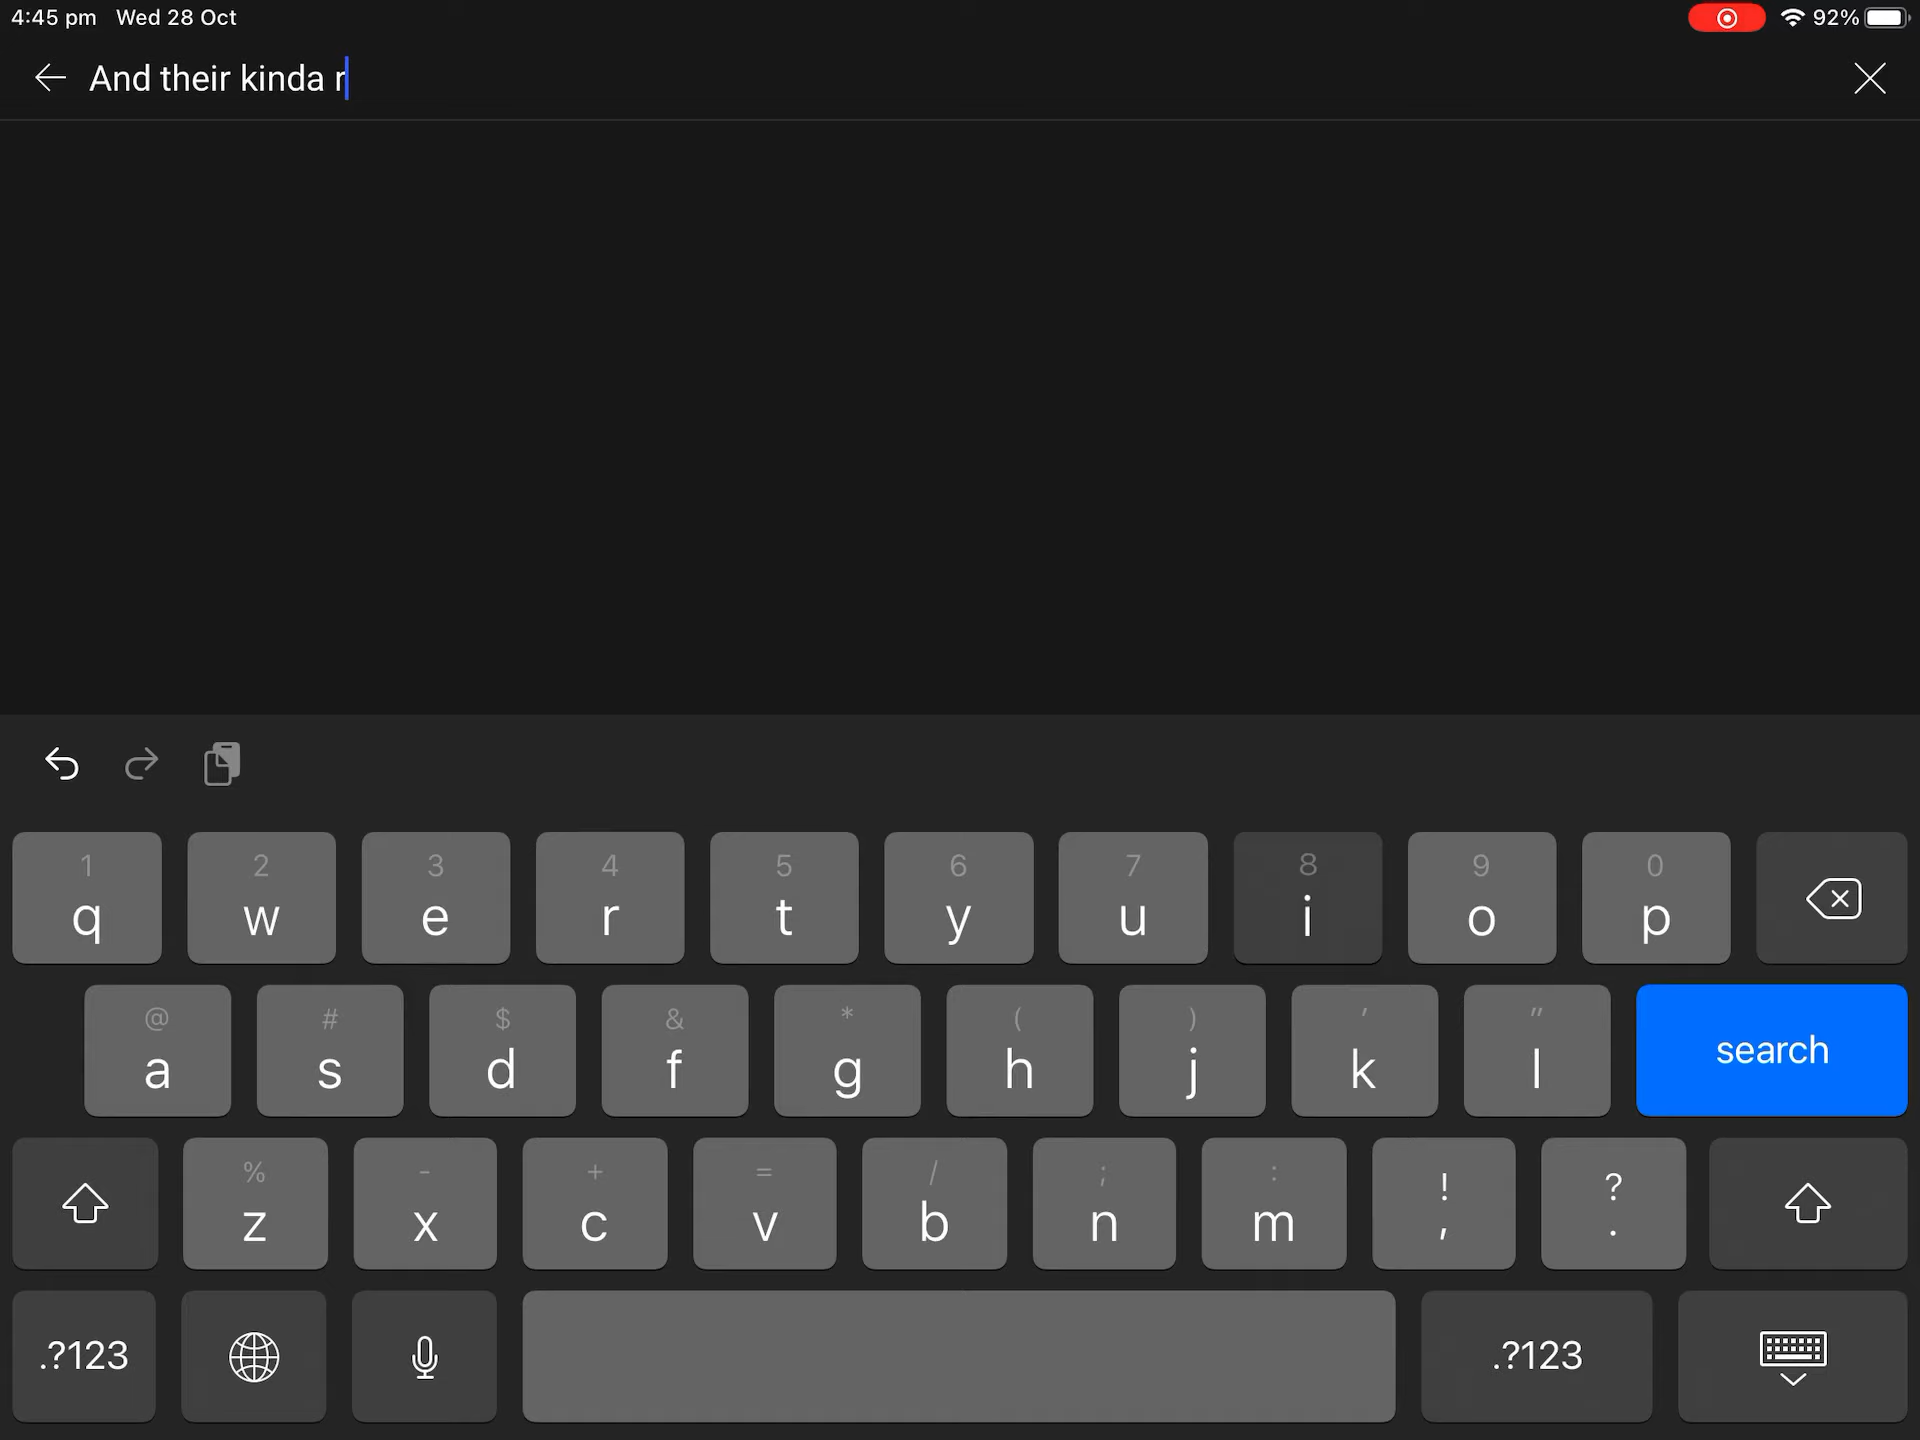 4:45 pm Wed 28 Oct 92%
And their kinda r
1 2 3 4 5 6 7 8 9 0
q w e r t y u i o p
@ # $ & * ( ) ' "
a s d f g h j k l search
% - + = / ; : ! ?
z x c v b n m , .
.?123 .?123